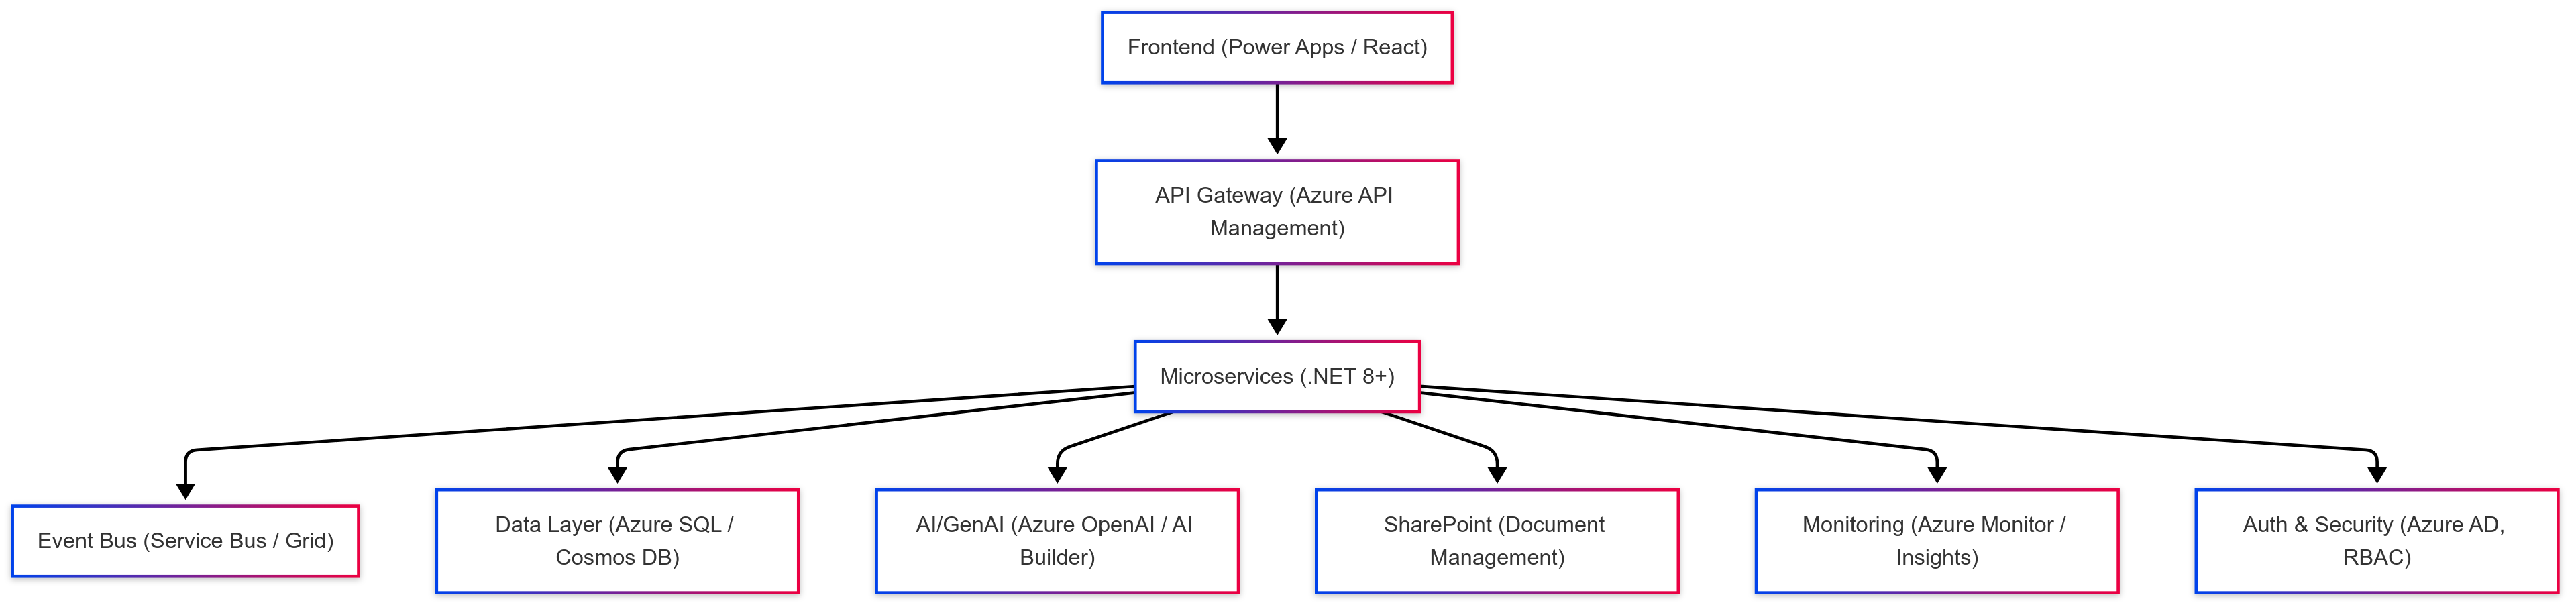 Frontend (Power Apps / React)
API Gateway (Azure API
Management)
Microservices (.NET 8+)
Event Bus (Service Bus / Grid)
Data Layer (Azure SQL /
Cosmos DB)
AI/GenAI (Azure OpenAI / AI
Builder)
SharePoint (Document
Management)
Monitoring (Azure Monitor /
Insights)
Auth & Security (Azure AD,
RBAC)